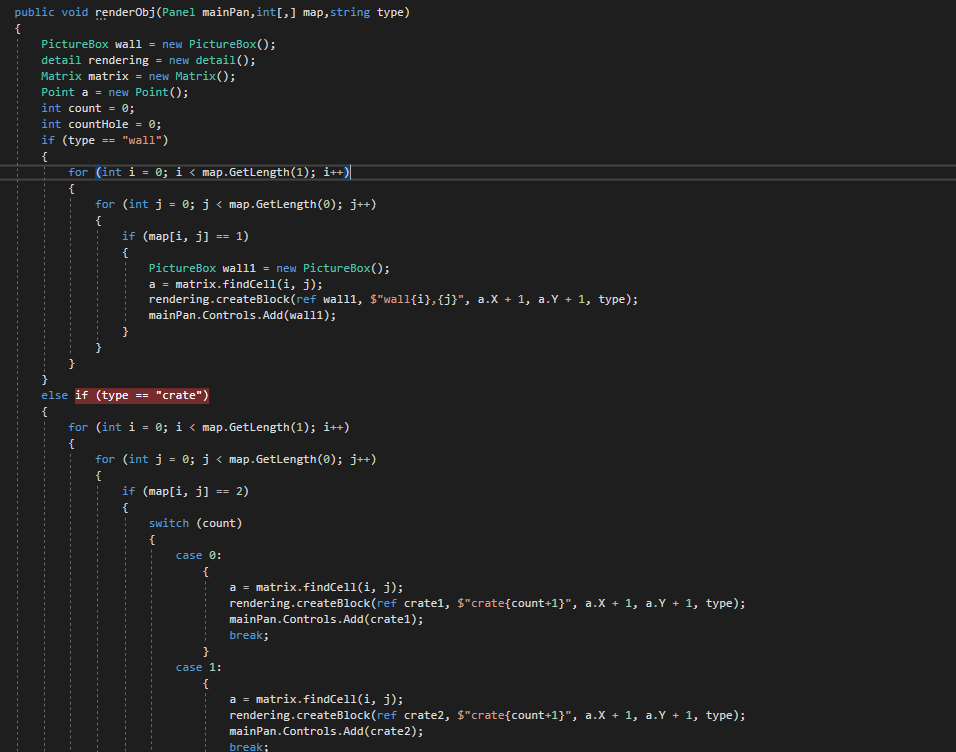 public void renderObj(Panel mainPan,int[,] map,string type)
{
PictureBox wall = new PictureBox();
detail rendering = new detail();
Matrix matrix = new Matrix();
Point a = new Point();
int count = 0;
int countHole = 0;
if (type == "wall")
{
for (int i = 0; i < map.GetLength(1); i++)
{
for (int j = 0; j < map.GetLength(0); j++)
{
if (map[i, j] == 1)
{
PictureBox wall1 = new PictureBox();
a = matrix.findCell(i, j);
rendering.createBlock(ref wall1, $"wall{i},{j}", a.X + 1, a.Y + 1, type);
mainPan.Controls.Add(wall1);
}
}
}
}
else if (type == "crate")
{
for (int i = 0; i < map.GetLength(1); i++)
{
for (int j = 0; j < map.GetLength(0); j++)
{
if (map[i, j] == 2)
{
switch (count)
{
case 0:
{
a = matrix.findCell(i, j);
rendering.createBlock(ref crate1, $"crate{count+1}", a.X + 1, a.Y + 1, type);
mainPan.Controls.Add(crate1);
break;
}
case 1:
{
a = matrix.findCell(i, j);
rendering.createBlock(ref crate2, $"crate{count+1}", a.X + 1, a.Y + 1, type);
mainPan.Controls.Add(crate2);
break;